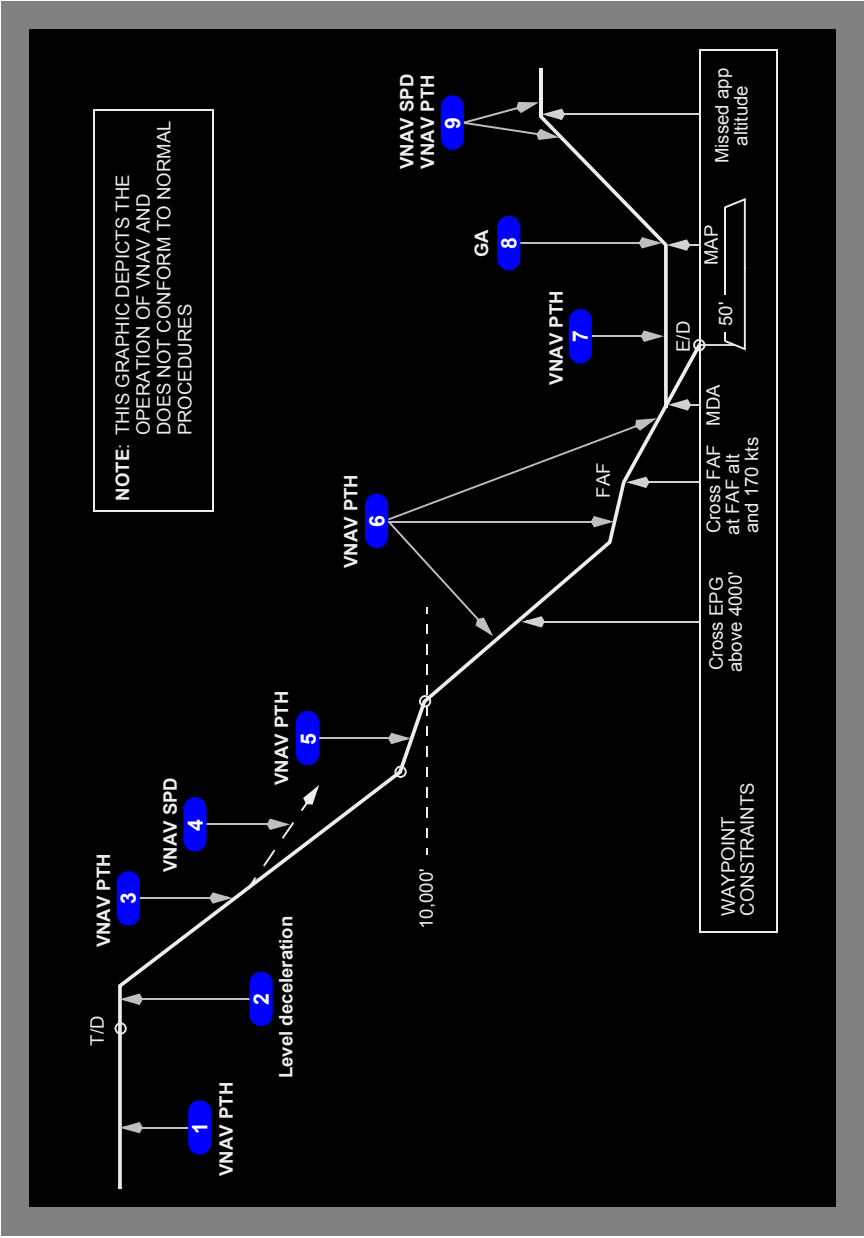 NOTE: THIS GRAPHIC DEPICTS THE
OPERATION OF VNAV AND
DOES NOT CONFORM TO NORMAL
PROCEDURES
T/D
1
VNAV PTH
2
Level deceleration
VNAV PTH
3
VNAV SPD
4
VNAV PTH
5
10,000'
VNAV PTH
6
FAF
VNAV PTH
7
E/D
GA
8
VNAV SPD
VNAV PTH
9
50'
WAYPOINT
CONSTRAINTS
Cross EPG
above 4000'
Cross FAF
at FAF alt
and 170 kts
MDA
MAP
Missed app
altitude